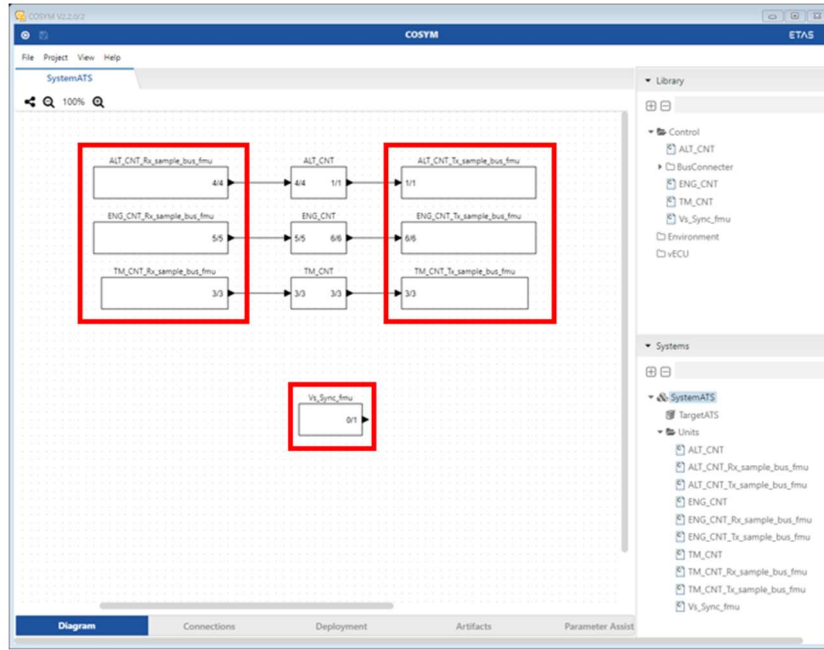 COSYM V2.2.0/2
COSYM
ETAS
File Project View Help
SystemATS
100%
ALT_CNT_Rx_sample_bus_fmu
4/4
ALT_CNT
4/4 1/1
ALT_CNT_Tx_sample_bus_fmu
1/1
ENG_CNT_Rx_sample_bus_fmu
5/5
ENG_CNT
5/5 6/6
ENG_CNT_Tx_sample_bus_fmu
6/6
TM_CNT_Rx_sample_bus_fmu
3/3
TM_CNT
3/3 3/3
TM_CNT_Tx_sample_bus_fmu
3/3
Vs_Sync_fmu
0/1
Diagram Connections Deployment Artifacts Parameter Assist
Library
Control
ALT_CNT
BusConnecter
ENG_CNT
TM_CNT
Vs_Sync_fmu
Environment
vECU
Systems
SystemATS
TargetATS
Units
ALT_CNT
ALT_CNT_Rx_sample_bus_fmu
ALT_CNT_Tx_sample_bus_fmu
ENG_CNT
ENG_CNT_Rx_sample_bus_fmu
ENG_CNT_Tx_sample_bus_fmu
TM_CNT
TM_CNT_Rx_sample_bus_fmu
TM_CNT_Tx_sample_bus_fmu
Vs_Sync_fmu